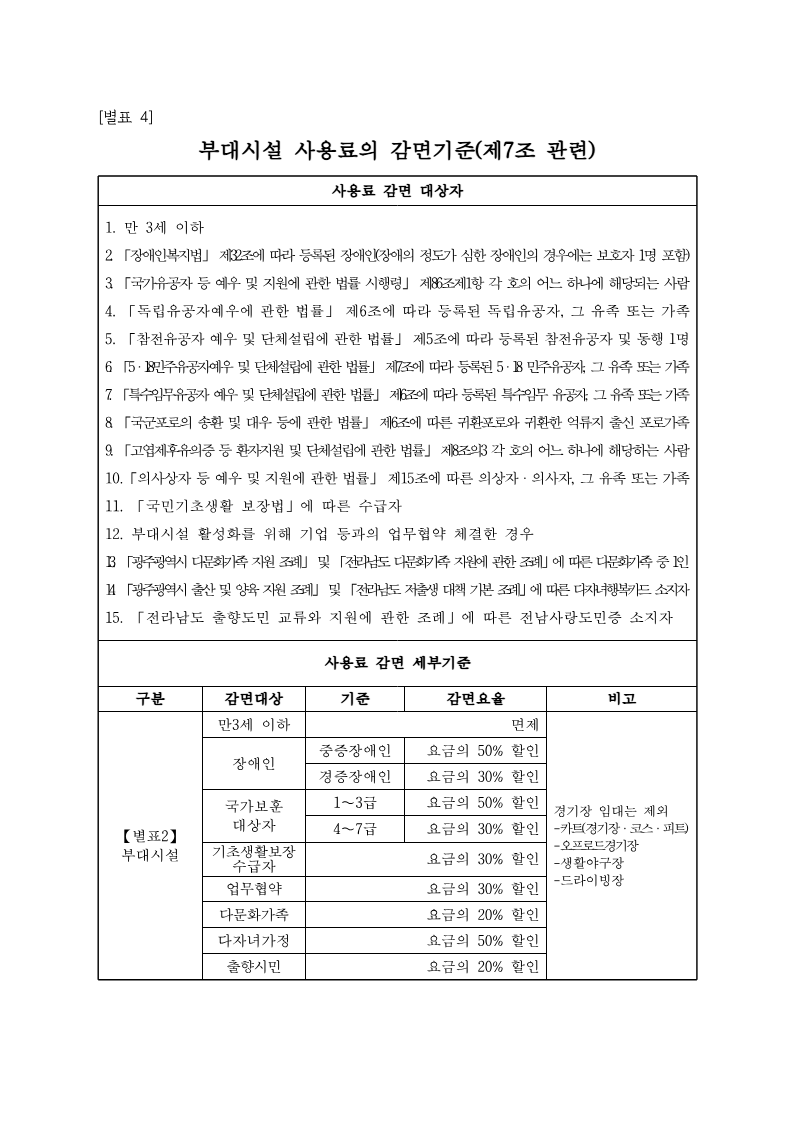 [별표 4]
부대시설 사용료의 감면기준(제7조 관련)
사용료 감면 대상자
1. 만 3세 이하
2. 「장애인복지법」 제32조에 따라 등록된 장애인(장애의 정도가 심한 장애인의 경우에는 보호자 1명 포함)
3. 「국가유공자 등 예우 및 지원에 관한 법률 시행령」 제86조제1항 각 호의 어느 하나에 해당되는 사람
4. 「독립유공자예우에 관한 법률」 제6조에 따라 등록된 독립유공자, 그 유족 또는 가족
5. 「참전유공자 예우 및 단체설립에 관한 법률」 제5조에 따라 등록된 참전유공자 및 동행 1명
6. 「5·18민주유공자예우 및 단체설립에 관한 법률」 제7조에 따라 등록된 5·18 민주유공자, 그 유족 또는 가족
7. 「특수임무유공자 예우 및 단체설립에 관한 법률」 제6조에 따라 등록된 특수임무 유공자, 그 유족 또는 가족
8. 「국군포로의 송환 및 대우 등에 관한 법률」 제6조에 따른 귀환포로와 귀환한 억류지 출신 포로가족
9. 「고엽제후유의증 등 환자지원 및 단체설립에 관한 법률」 제8조의3 각 호의 어느 하나에 해당하는 사람
10.「의사상자 등 예우 및 지원에 관한 법률」 제15조에 따른 의상자·의사자, 그 유족 또는 가족
11. 「국민기초생활 보장법」에 따른 수급자
12. 부대시설 활성화를 위해 기업 등과의 업무협약 체결한 경우
13. 「광주광역시 다문화가족 지원 조례」 및 「전라남도 다문화가족 지원에 관한 조례」에 따른 다문화가족 중 1인
14. 「광주광역시 출산 및 양육 지원 조례」 및 「전라남도 저출생 대책 기본 조례」에 따른 다자녀행복카드 소지자
15. 「전라남도 출향도민 교류와 지원에 관한 조례」에 따른 전남사랑도민증 소지자
사용료 감면 세부기준
구분 감면대상 기준 감면요율 비고
【별표2】
부대시설
만3세 이하 면제
장애인
중증장애인 요금의 50% 할인
경증장애인 요금의 30% 할인
국가보훈
대상자
1~3급 요금의 50% 할인
4~7급 요금의 30% 할인
기초생활보장
수급자
요금의 30% 할인
업무협약 요금의 30% 할인
다문화가족 요금의 20% 할인
다자녀가정 요금의 50% 할인
출향시민 요금의 20% 할인
경기장 임대는 제외
-카트(경기장·코스·피트)
-오프로드경기장
-생활야구장
-드라이빙장